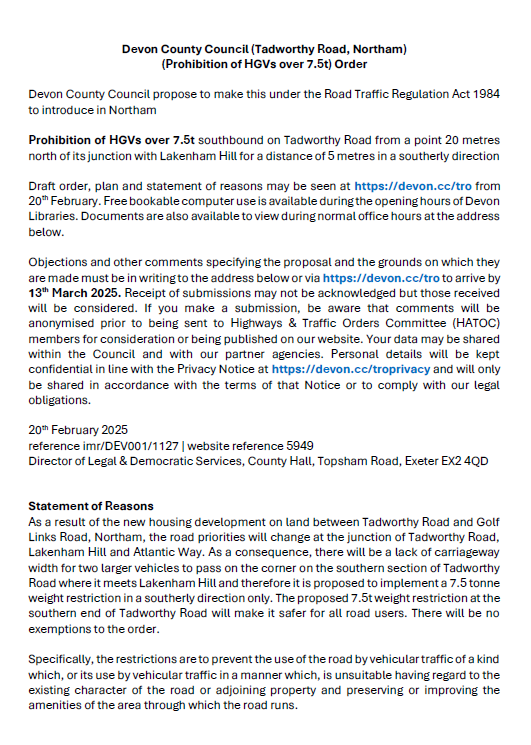 Devon County Council (Tadworthy Road, Northam)
(Prohibition of HGVs over 7.5t) Order
Devon County Council propose to make this under the Road Traffic Regulation Act 1984
to introduce in Northam
Prohibition of HGVs over 7.5t southbound on Tadworthy Road from a point 20 metres
north of its junction with Lakenham Hill for a distance of 5 metres in a southerly direction
Draft order, plan and statement of reasons may be seen at https://devon.cc/tro from
20th February. Free bookable computer use is available during the opening hours of Devon
Libraries. Documents are also available to view during normal office hours at the address
below.
Objections and other comments specifying the proposal and the grounds on which they
are made must be in writing to the address below or via https://devon.cc/tro to arrive by
13th March 2025. Receipt of submissions may not be acknowledged but those received
will be considered. If you make a submission, be aware that comments will be
anonymised prior to being sent to Highways & Traffic Orders Committee (HATOC)
members for consideration or being published on our website. Your data may be shared
within the Council and with our partner agencies. Personal details will be kept
confidential in line with the Privacy Notice at https://devon.cc/troprivacy and will only
be shared in accordance with the terms of that Notice or to comply with our legal
obligations.
20th February 2025
reference imr/DEV001/1127 | website reference 5949
Director of Legal & Democratic Services, County Hall, Topsham Road, Exeter EX2 4QD
Statement of Reasons
As a result of the new housing development on land between Tadworthy Road and Golf
Links Road, Northam, the road priorities will change at the junction of Tadworthy Road,
Lakenham Hill and Atlantic Way. As a consequence, there will be a lack of carriageway
width for two larger vehicles to pass on the corner on the southern section of Tadworthy
Road where it meets Lakenham Hill and therefore it is proposed to implement a 7.5 tonne
weight restriction in a southerly direction only. The proposed 7.5t weight restriction at the
southern end of Tadworthy Road will make it safer for all road users. There will be no
exemptions to the order.
Specifically, the restrictions are to prevent the use of the road by vehicular traffic of a kind
which, or its use by vehicular traffic in a manner which, is unsuitable having regard to the
existing character of the road or adjoining property and preserving or improving the
amenities of the area through which the road runs.